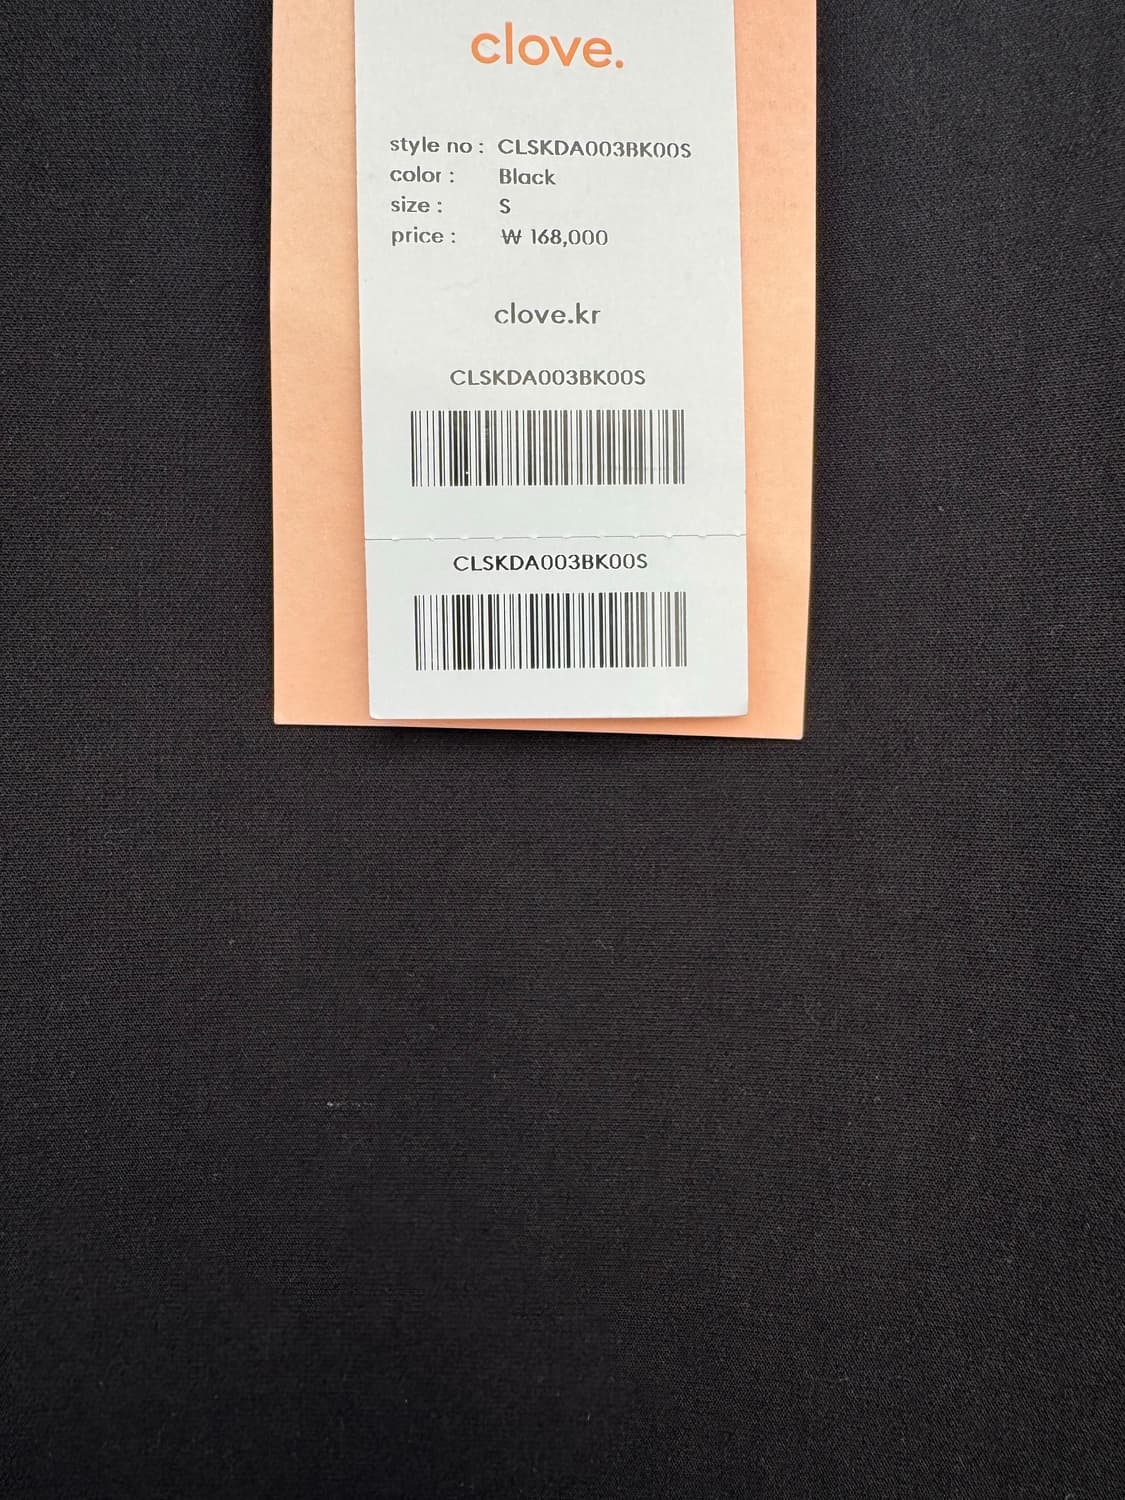 clove.
style no : CLSKDA003BK00S
color : Black
size : S
price : ₩ 168,000
clove.kr
CLSKDA003BK00S
CLSKDA003BK00S